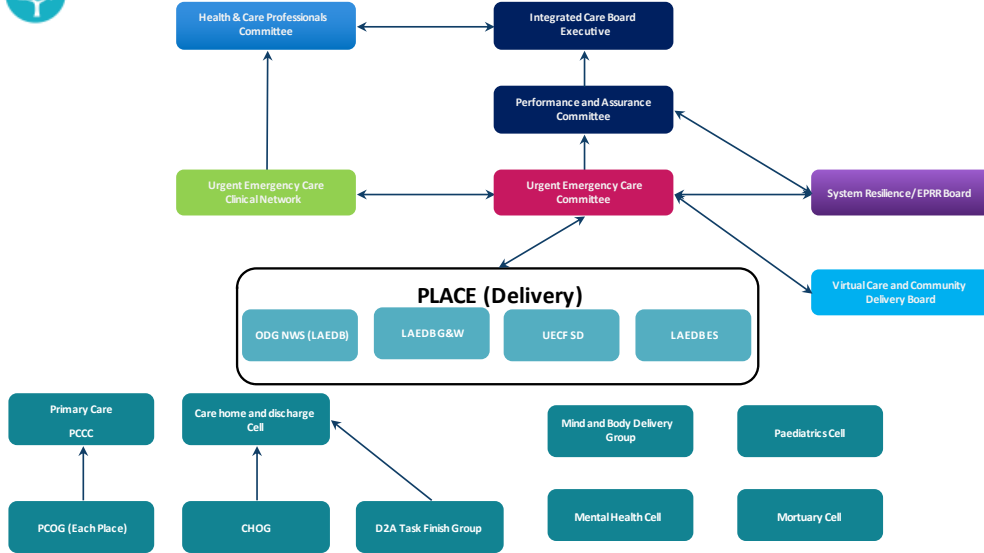 Health & Care Professionals
Committee
Integrated Care Board
Executive
Performance and Assurance
Committee
Urgent Emergency Care
Clinical Network
Urgent Emergency Care
Committee
System Resilience/ EPRR Board
Virtual Care and Community
Delivery Board
PLACE (Delivery)
ODG NWS (LAEDB)
LAEDB G&W
UECF SD
LAEDB ES
Primary Care
PCCC
Care home and discharge
Cell
Mind and Body Delivery
Group
Paediatrics Cell
PCOG (Each Place)
CHOG
D2A Task Finish Group
Mental Health Cell
Mortuary Cell